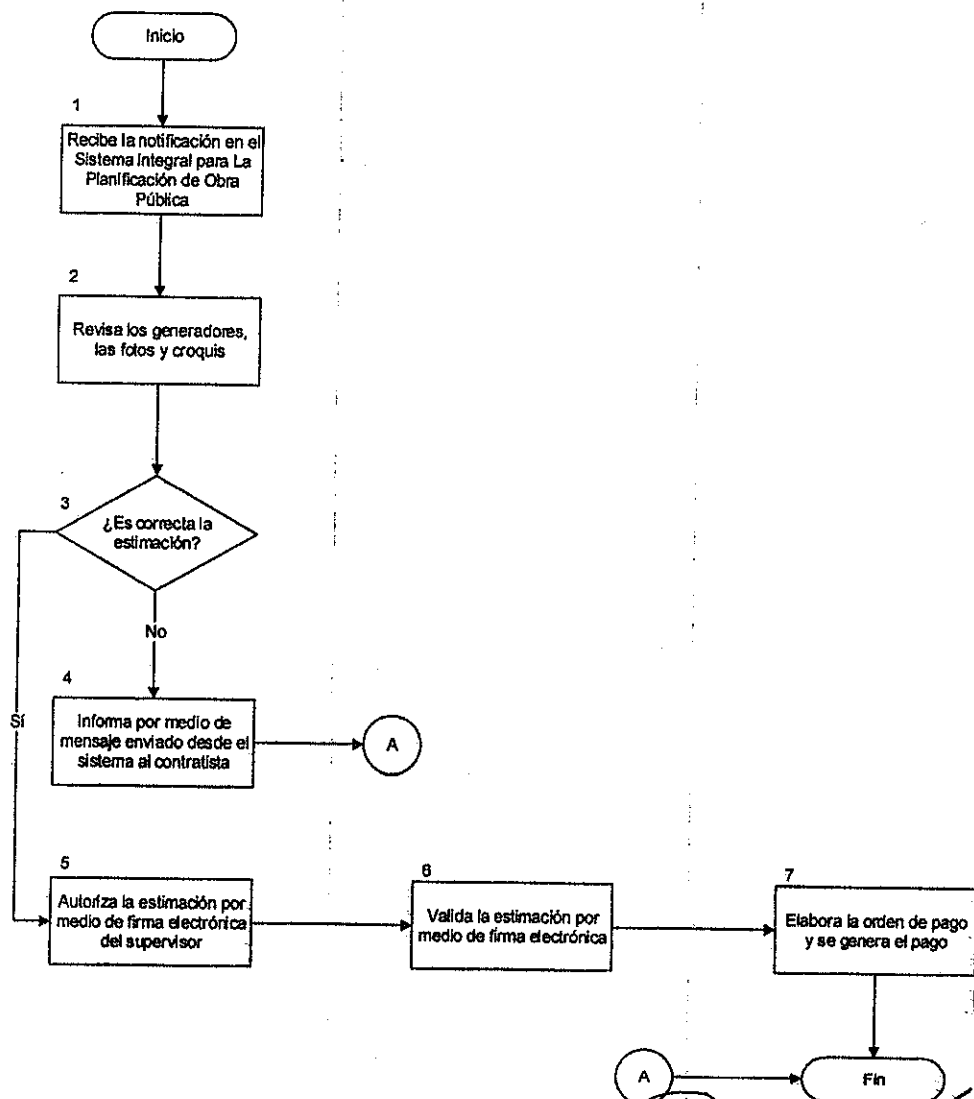 Inicio
1
Recibe la notificación en el
Sistema Integral para La
Planificación de Obra
Pública
2
Revisa los generadores,
las fotos y croquis
3
¿Es correcta la
estimación?
No
Sí
4
Informa por medio de
mensaje enviado desde el
sistema al contratista
A
5
Autoriza la estimación por
medio de firma electrónica
del supervisor
6
Valida la estimación por
medio de firma electrónica
7
Elabora la orden de pago
y se genera el pago
A
Fin